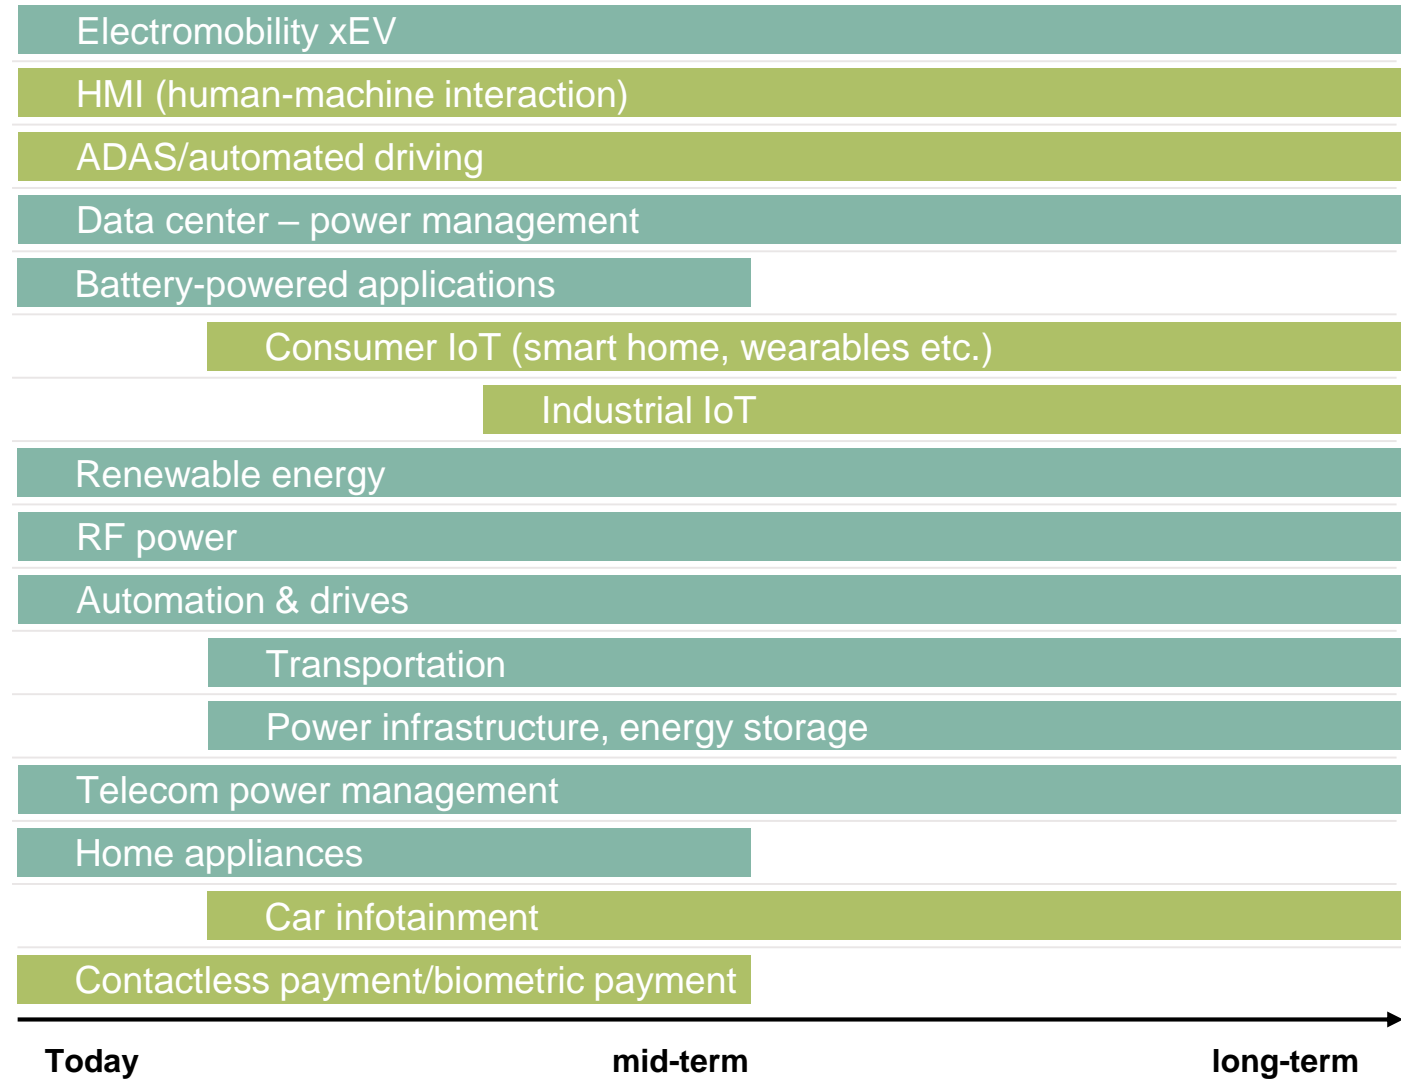 Electromobility xEV
HMI (human-machine interaction)
ADAS/automated driving
Data center – power management
Battery-powered applications
Consumer IoT (smart home, wearables etc.)
Industrial IoT
Renewable energy
RF power
Automation & drives
Transportation
Power infrastructure, energy storage
Telecom power management
Home appliances
Car infotainment
Contactless payment/biometric payment
Today mid-term long-term